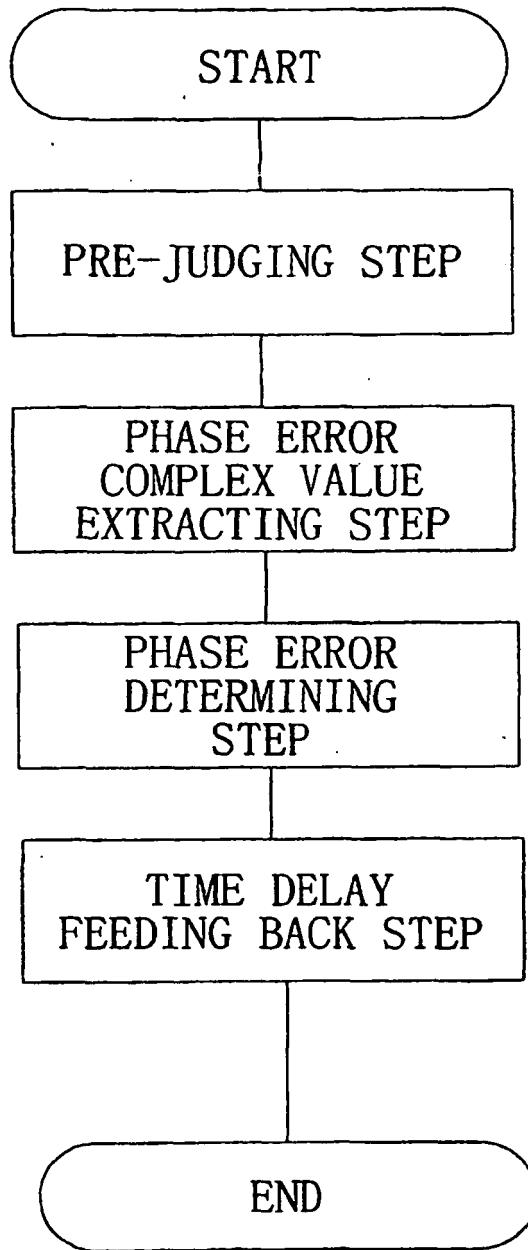 START
PRE-JUDGING STEP
PHASE ERROR
COMPLEX VALUE
EXTRACTING STEP
PHASE ERROR
DETERMINING
STEP
TIME DELAY
FEEDING BACK STEP
END